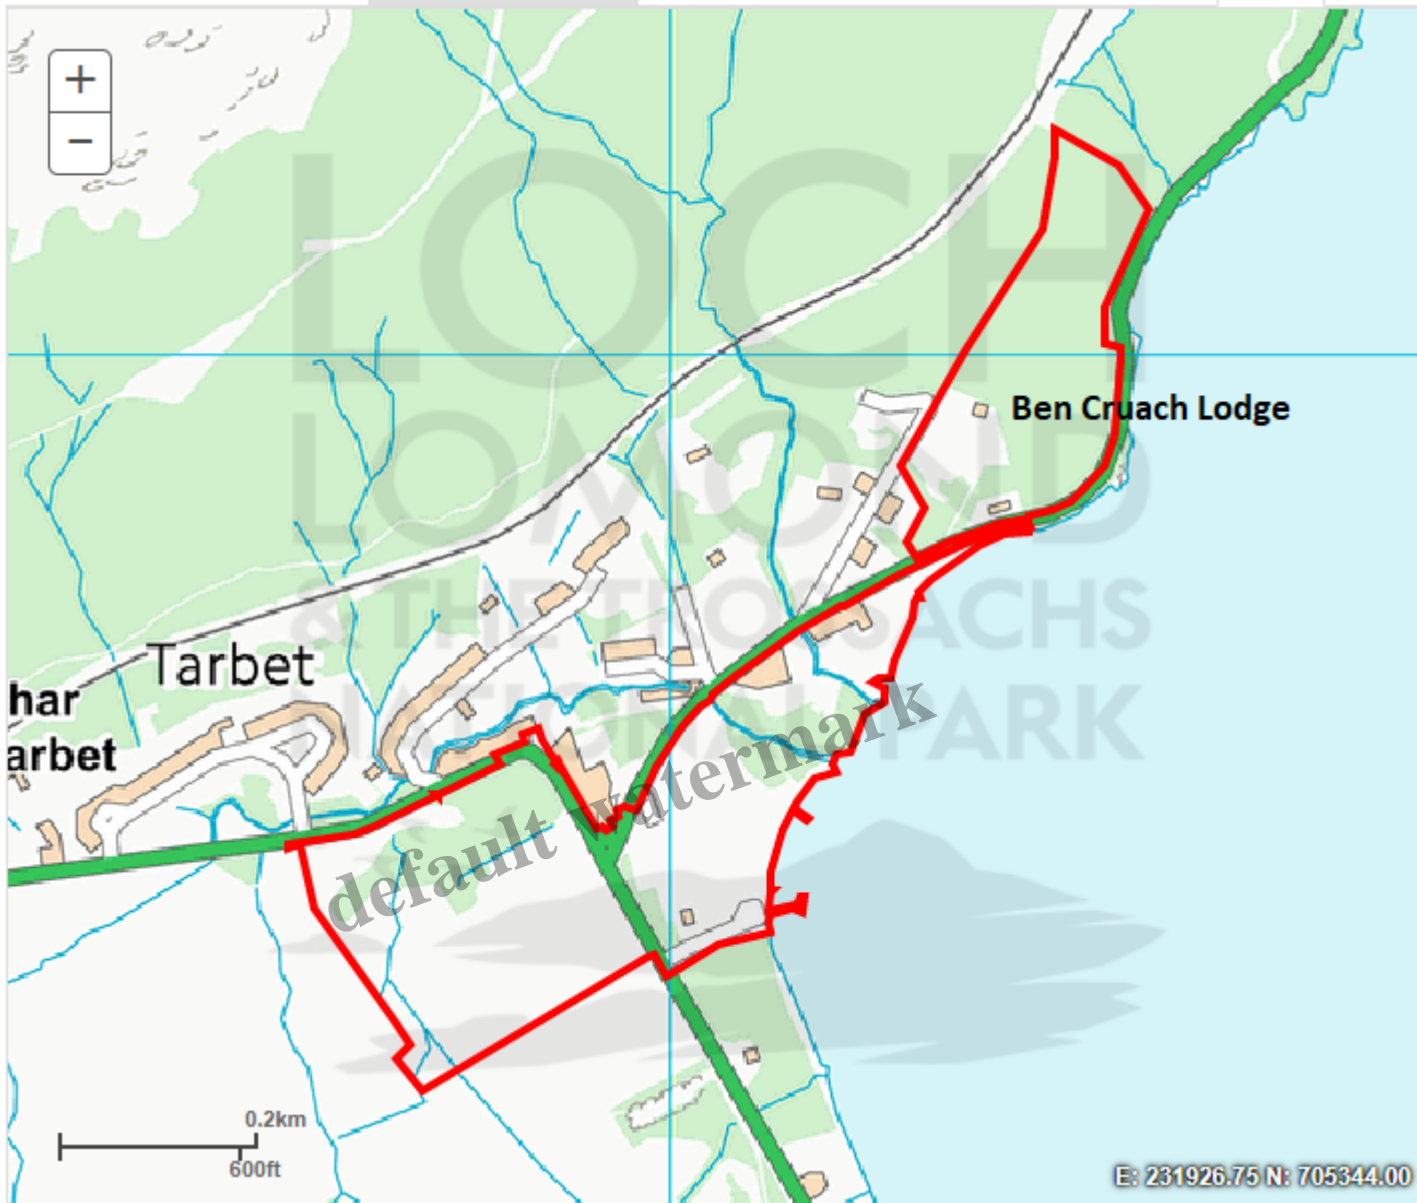 +
−
LOCH
LOMOND
& THE TROSSACHS
NATIONAL PARK
Ben Cruach Lodge
Tarbet
har
arbet
default watermark
0.2km
600ft
E: 231926.75 N: 705344.00